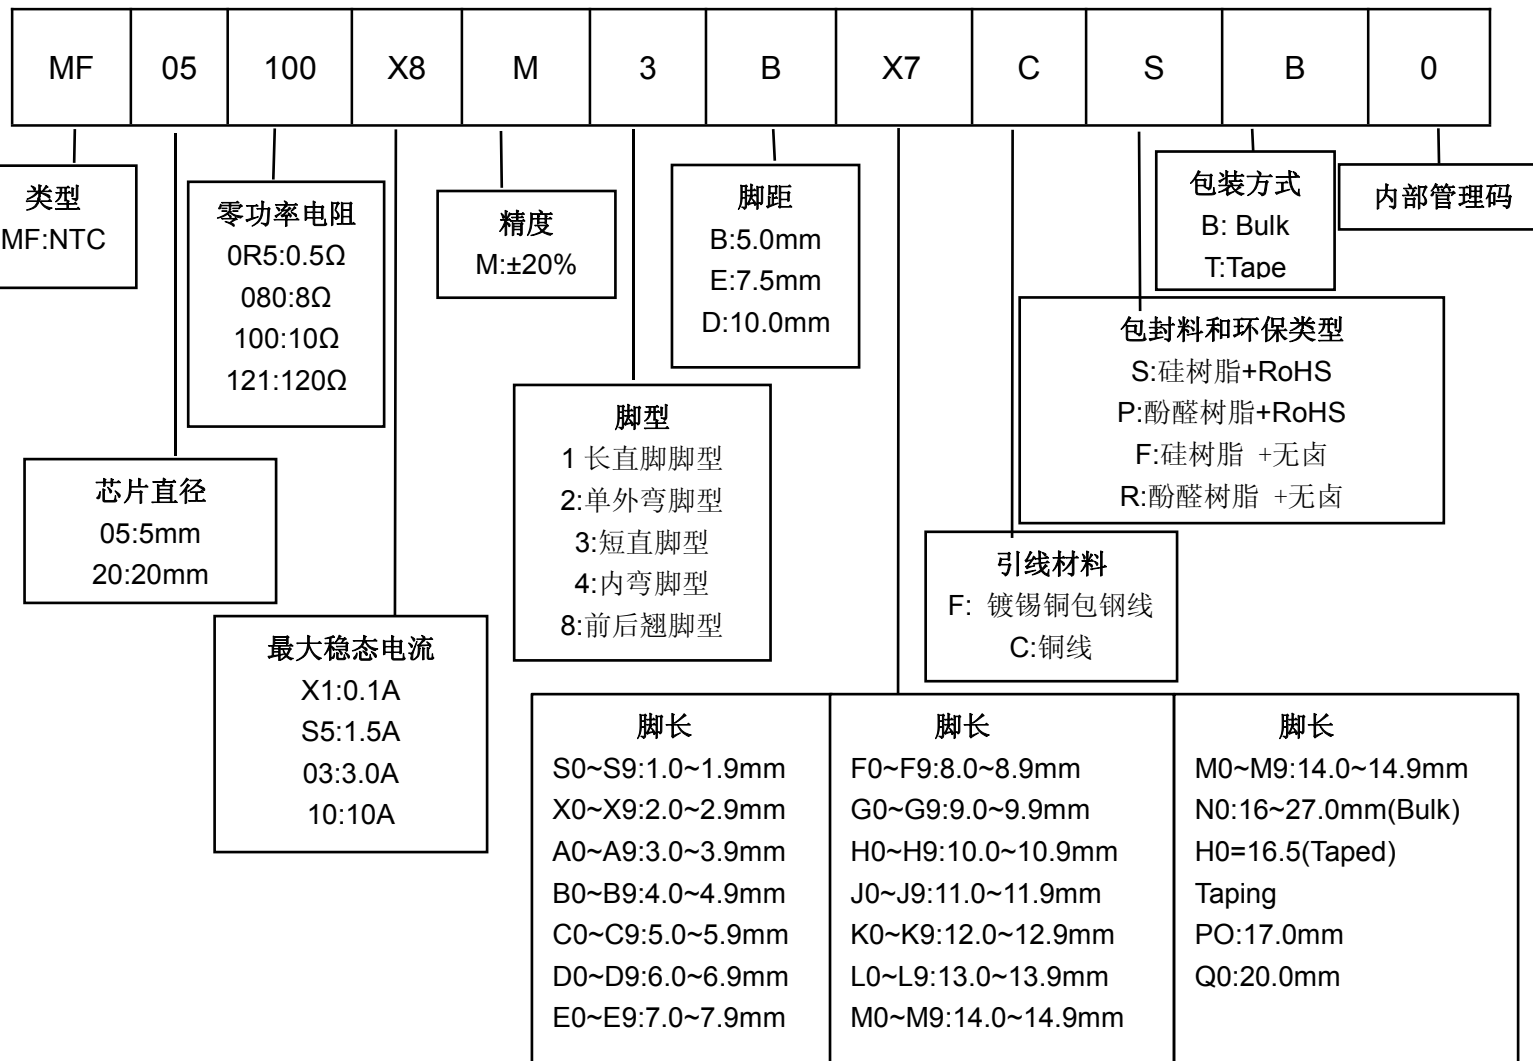 MF 05 100 X8 M 3 B X7 C S B 0
类型
MF:NTC
零功率电阻
0R5:0.5Ω
080:8Ω
100:10Ω
121:120Ω
精度
M:±20%
脚距
B:5.0mm
E:7.5mm
D:10.0mm
包装方式
B: Bulk
T:Tape
内部管理码
芯片直径
05:5mm
20:20mm
脚型
1 长直脚脚型
2:单外弯脚型
3:短直脚型
4:内弯脚型
8:前后翘脚型
包封料和环保类型
S:硅树脂+RoHS
P:酚醛树脂+RoHS
F:硅树脂 +无卤
R:酚醛树脂 +无卤
引线材料
F: 镀锡铜包钢线
C:铜线
最大稳态电流
X1:0.1A
S5:1.5A
03:3.0A
10:10A
脚长
S0~S9:1.0~1.9mm
X0~X9:2.0~2.9mm
A0~A9:3.0~3.9mm
B0~B9:4.0~4.9mm
C0~C9:5.0~5.9mm
D0~D9:6.0~6.9mm
E0~E9:7.0~7.9mm
脚长
F0~F9:8.0~8.9mm
G0~G9:9.0~9.9mm
H0~H9:10.0~10.9mm
J0~J9:11.0~11.9mm
K0~K9:12.0~12.9mm
L0~L9:13.0~13.9mm
M0~M9:14.0~14.9mm
脚长
M0~M9:14.0~14.9mm
N0:16~27.0mm(Bulk)
H0=16.5(Taped)
Taping
PO:17.0mm
Q0:20.0mm